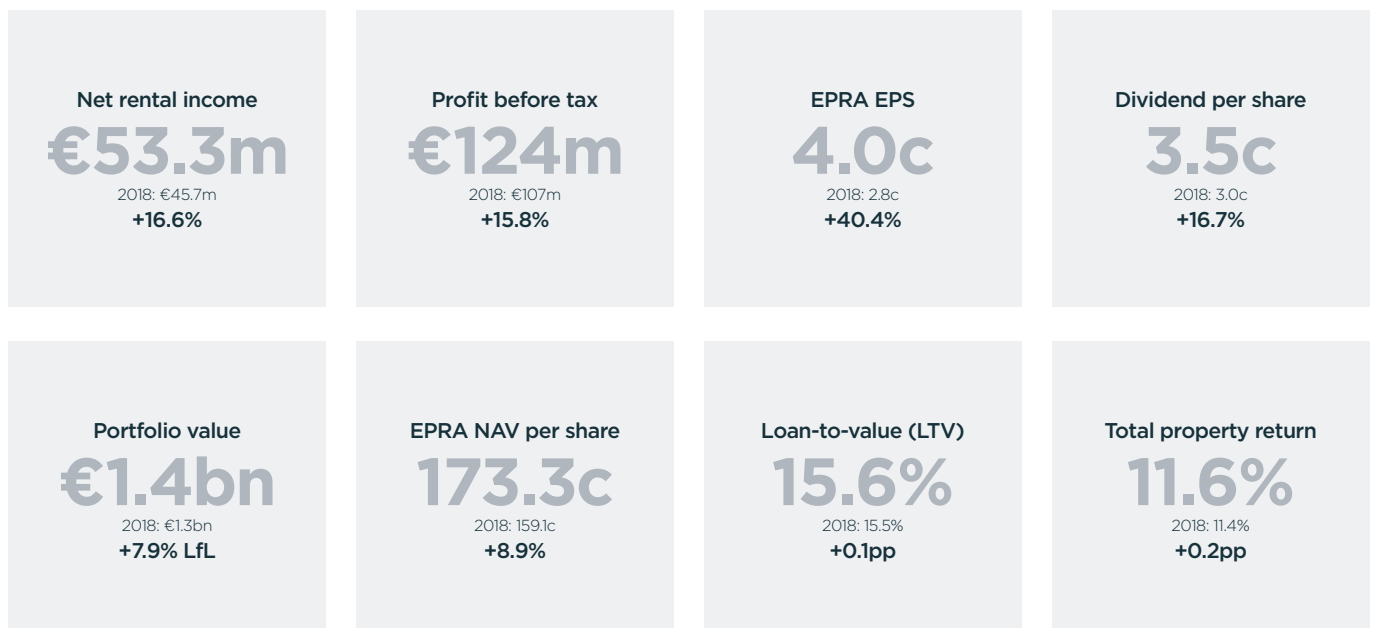 Net rental income
€53.3m
2018: €45.7m
+16.6%
Profit before tax
€124m
2018: €107m
+15.8%
EPRA EPS
4.0c
2018: 2.8c
+40.4%
Dividend per share
3.5c
2018: 3.0c
+16.7%
Portfolio value
€1.4bn
2018: €1.3bn
+7.9% LfL
EPRA NAV per share
173.3c
2018: 159.1c
+8.9%
Loan-to-value (LTV)
15.6%
2018: 15.5%
+0.1pp
Total property return
11.6%
2018: 11.4%
+0.2pp